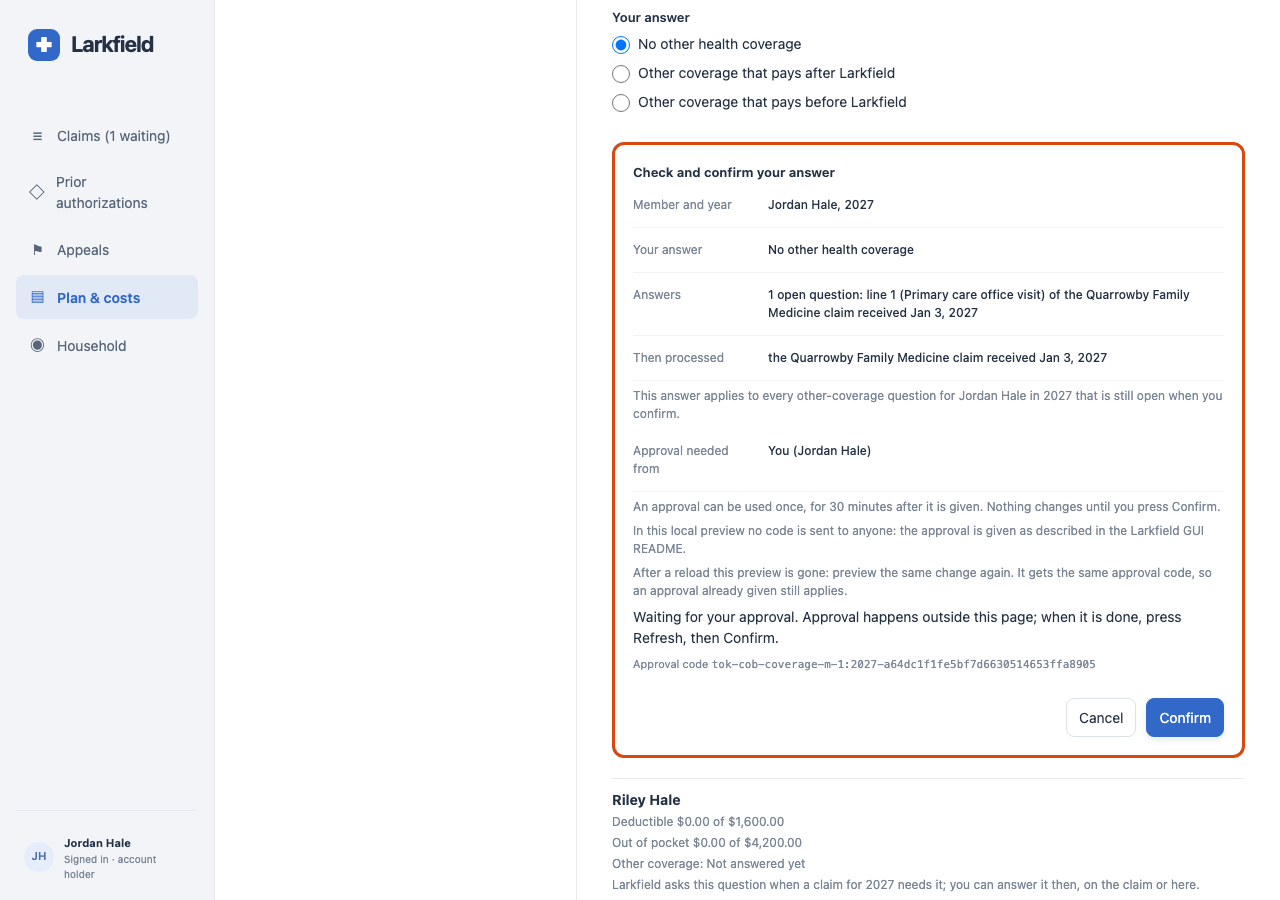 Larkfield
Claims (1 waiting)
Prior
authorizations
Appeals
Plan & costs
Household
JH
Jordan Hale
Signed in · account
holder
Your answer
No other health coverage
Other coverage that pays after Larkfield
Other coverage that pays before Larkfield
Check and confirm your answer
Member and year Jordan Hale, 2027
Your answer No other health coverage
Answers 1 open question: line 1 (Primary care office visit) of the Quarrowby Family
Medicine claim received Jan 3, 2027
Then processed the Quarrowby Family Medicine claim received Jan 3, 2027
This answer applies to every other-coverage question for Jordan Hale in 2027 that is still open when you
confirm.
Approval needed You (Jordan Hale)
from
An approval can be used once, for 30 minutes after it is given. Nothing changes until you press Confirm.
In this local preview no code is sent to anyone: the approval is given as described in the Larkfield GUI
README.
After a reload this preview is gone: preview the same change again. It gets the same approval code, so
an approval already given still applies.
Waiting for your approval. Approval happens outside this page; when it is done, press
Refresh, then Confirm.
Approval code tok-cob-coverage-m-1:2027-a64dc1f1fe5bf7d6630514653ffa8905
Cancel Confirm
Riley Hale
Deductible $0.00 of $1,600.00
Out of pocket $0.00 of $4,200.00
Other coverage: Not answered yet
Larkfield asks this question when a claim for 2027 needs it; you can answer it then, on the claim or here.